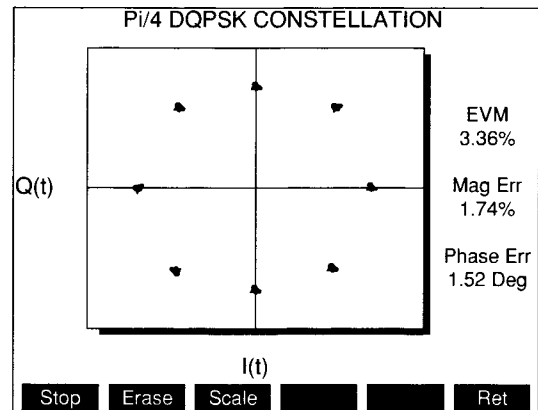 Pi/4 DQPSK CONSTELLATION
EVM
3.36%
Q(t)
Mag Err
1.74%
Phase Err
1.52 Deg
I(t)
Stop Erase Scale Ret